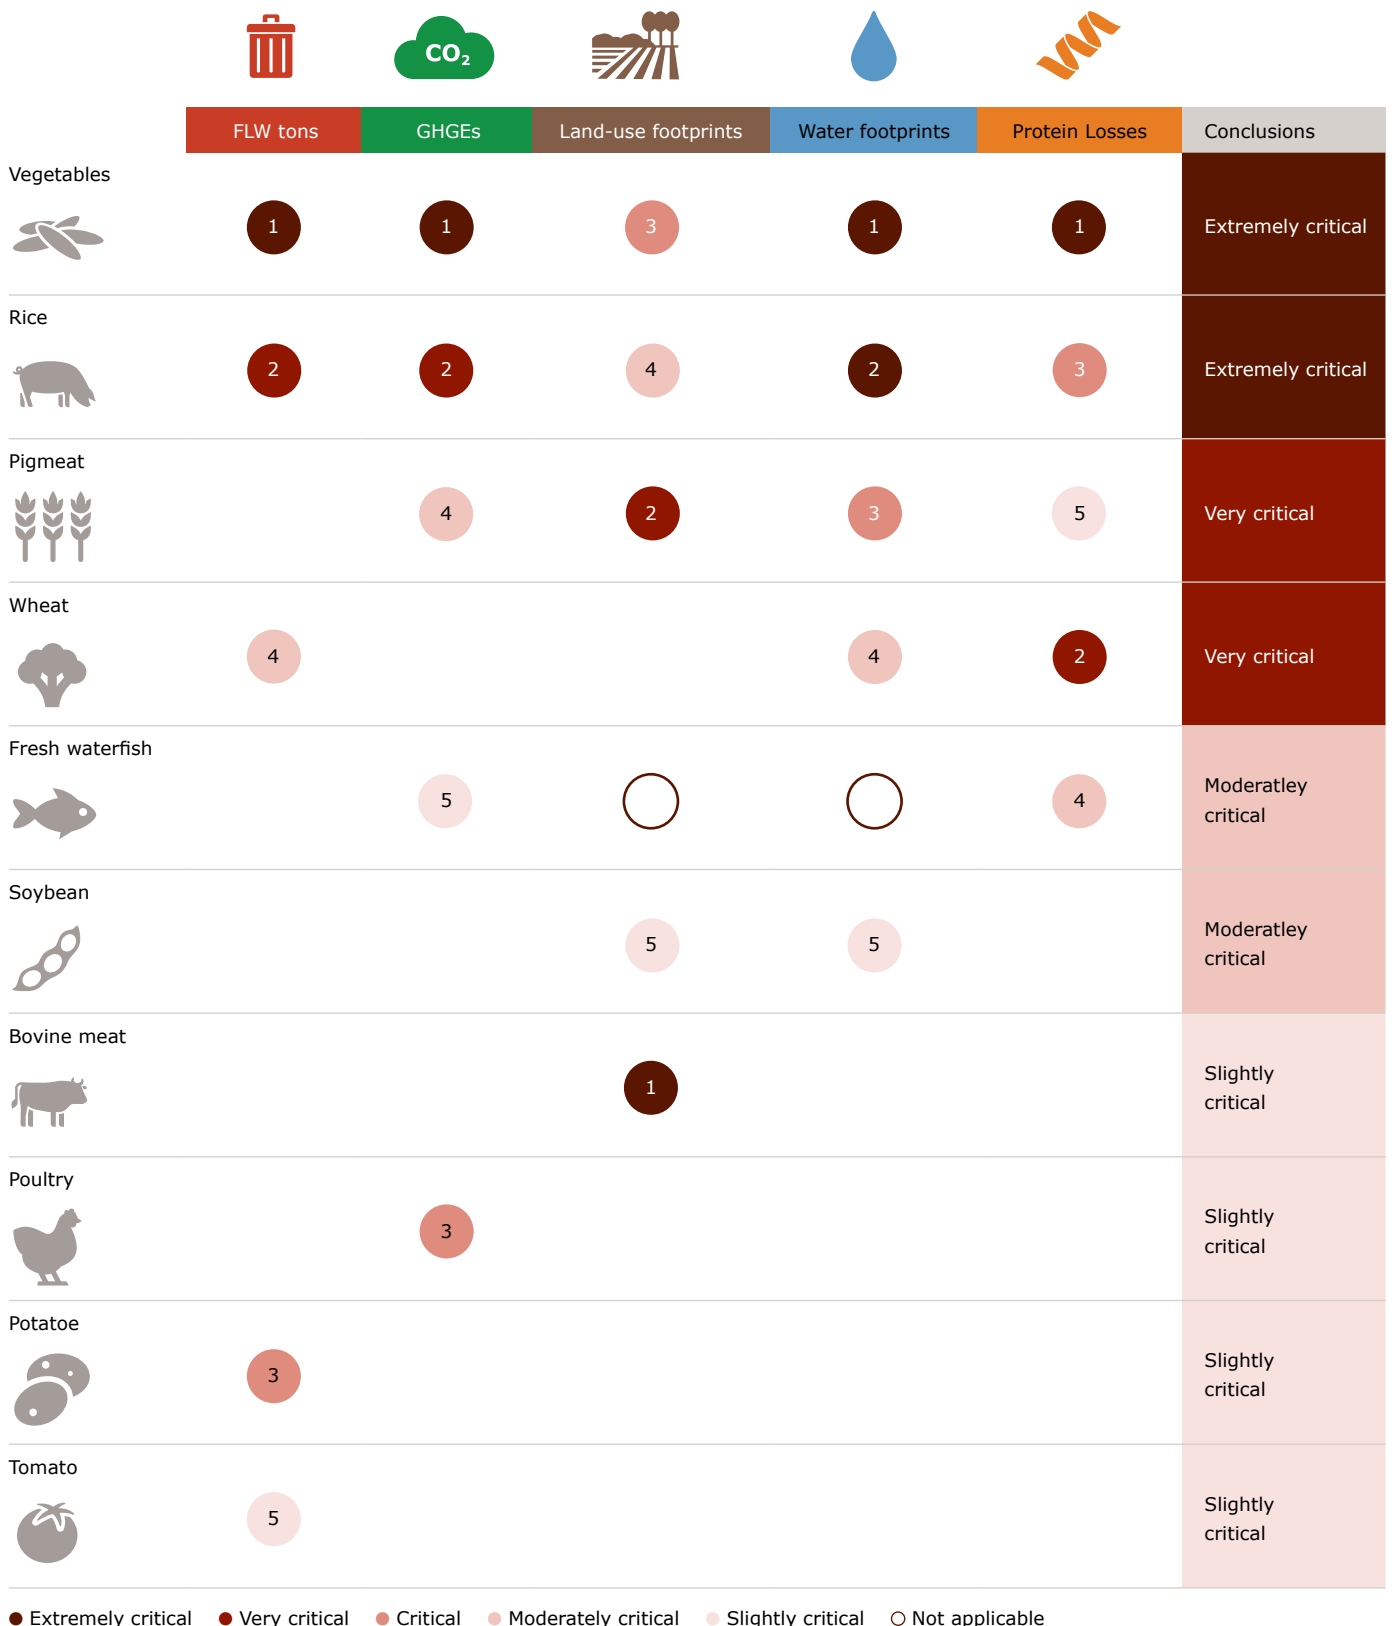 CO₂
FLW tons GHGEs Land-use footprints Water footprints Protein Losses Conclusions
Vegetables
1 1 3 1 1 Extremely critical
Rice
2 2 4 2 3 Extremely critical
Pigmeat
4 2 3 5 Very critical
Wheat
4 4 2 Very critical
Fresh waterfish
5 4 Moderatley
critical
Soybean
5 5 Moderatley
critical
Bovine meat
1 Slightly
critical
Poultry
3 Slightly
critical
Potatoe
3 Slightly
critical
Tomato
5 Slightly
critical
Extremely critical Very critical Critical Moderately critical Slightly critical Not applicable